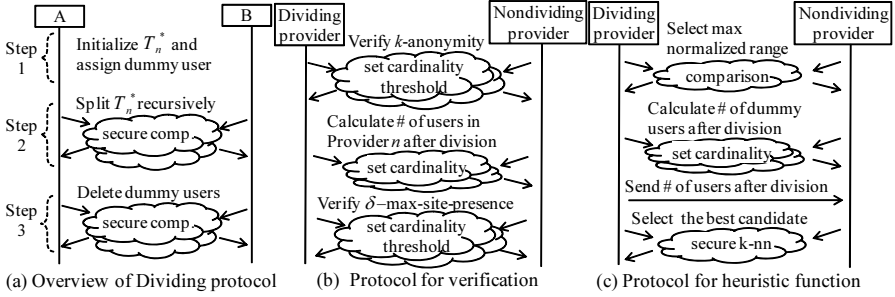 A
B
Step
1
Initialize T_n^* and
assign dummy user
Step
2
Split T_n^* recursively
secure comp.
Step
3
Delete dummy users
secure comp.
(a) Overview of Dividing protocol
Dividing
provider
Nondividing
provider
Verify k-anonymity
set cardinality
threshold
Calculate # of users in
Provider n after division
set cardinality
Verify δ−max-site-presence
set cardinality
threshold
(b) Protocol for verification
Dividing
provider
Nondividing
provider
Select max
normalized range
comparison
Calculate # of dummy
users after division
set cardinality
Send # of users after division
Select the best candidate
secure k-nn
(c) Protocol for heuristic function